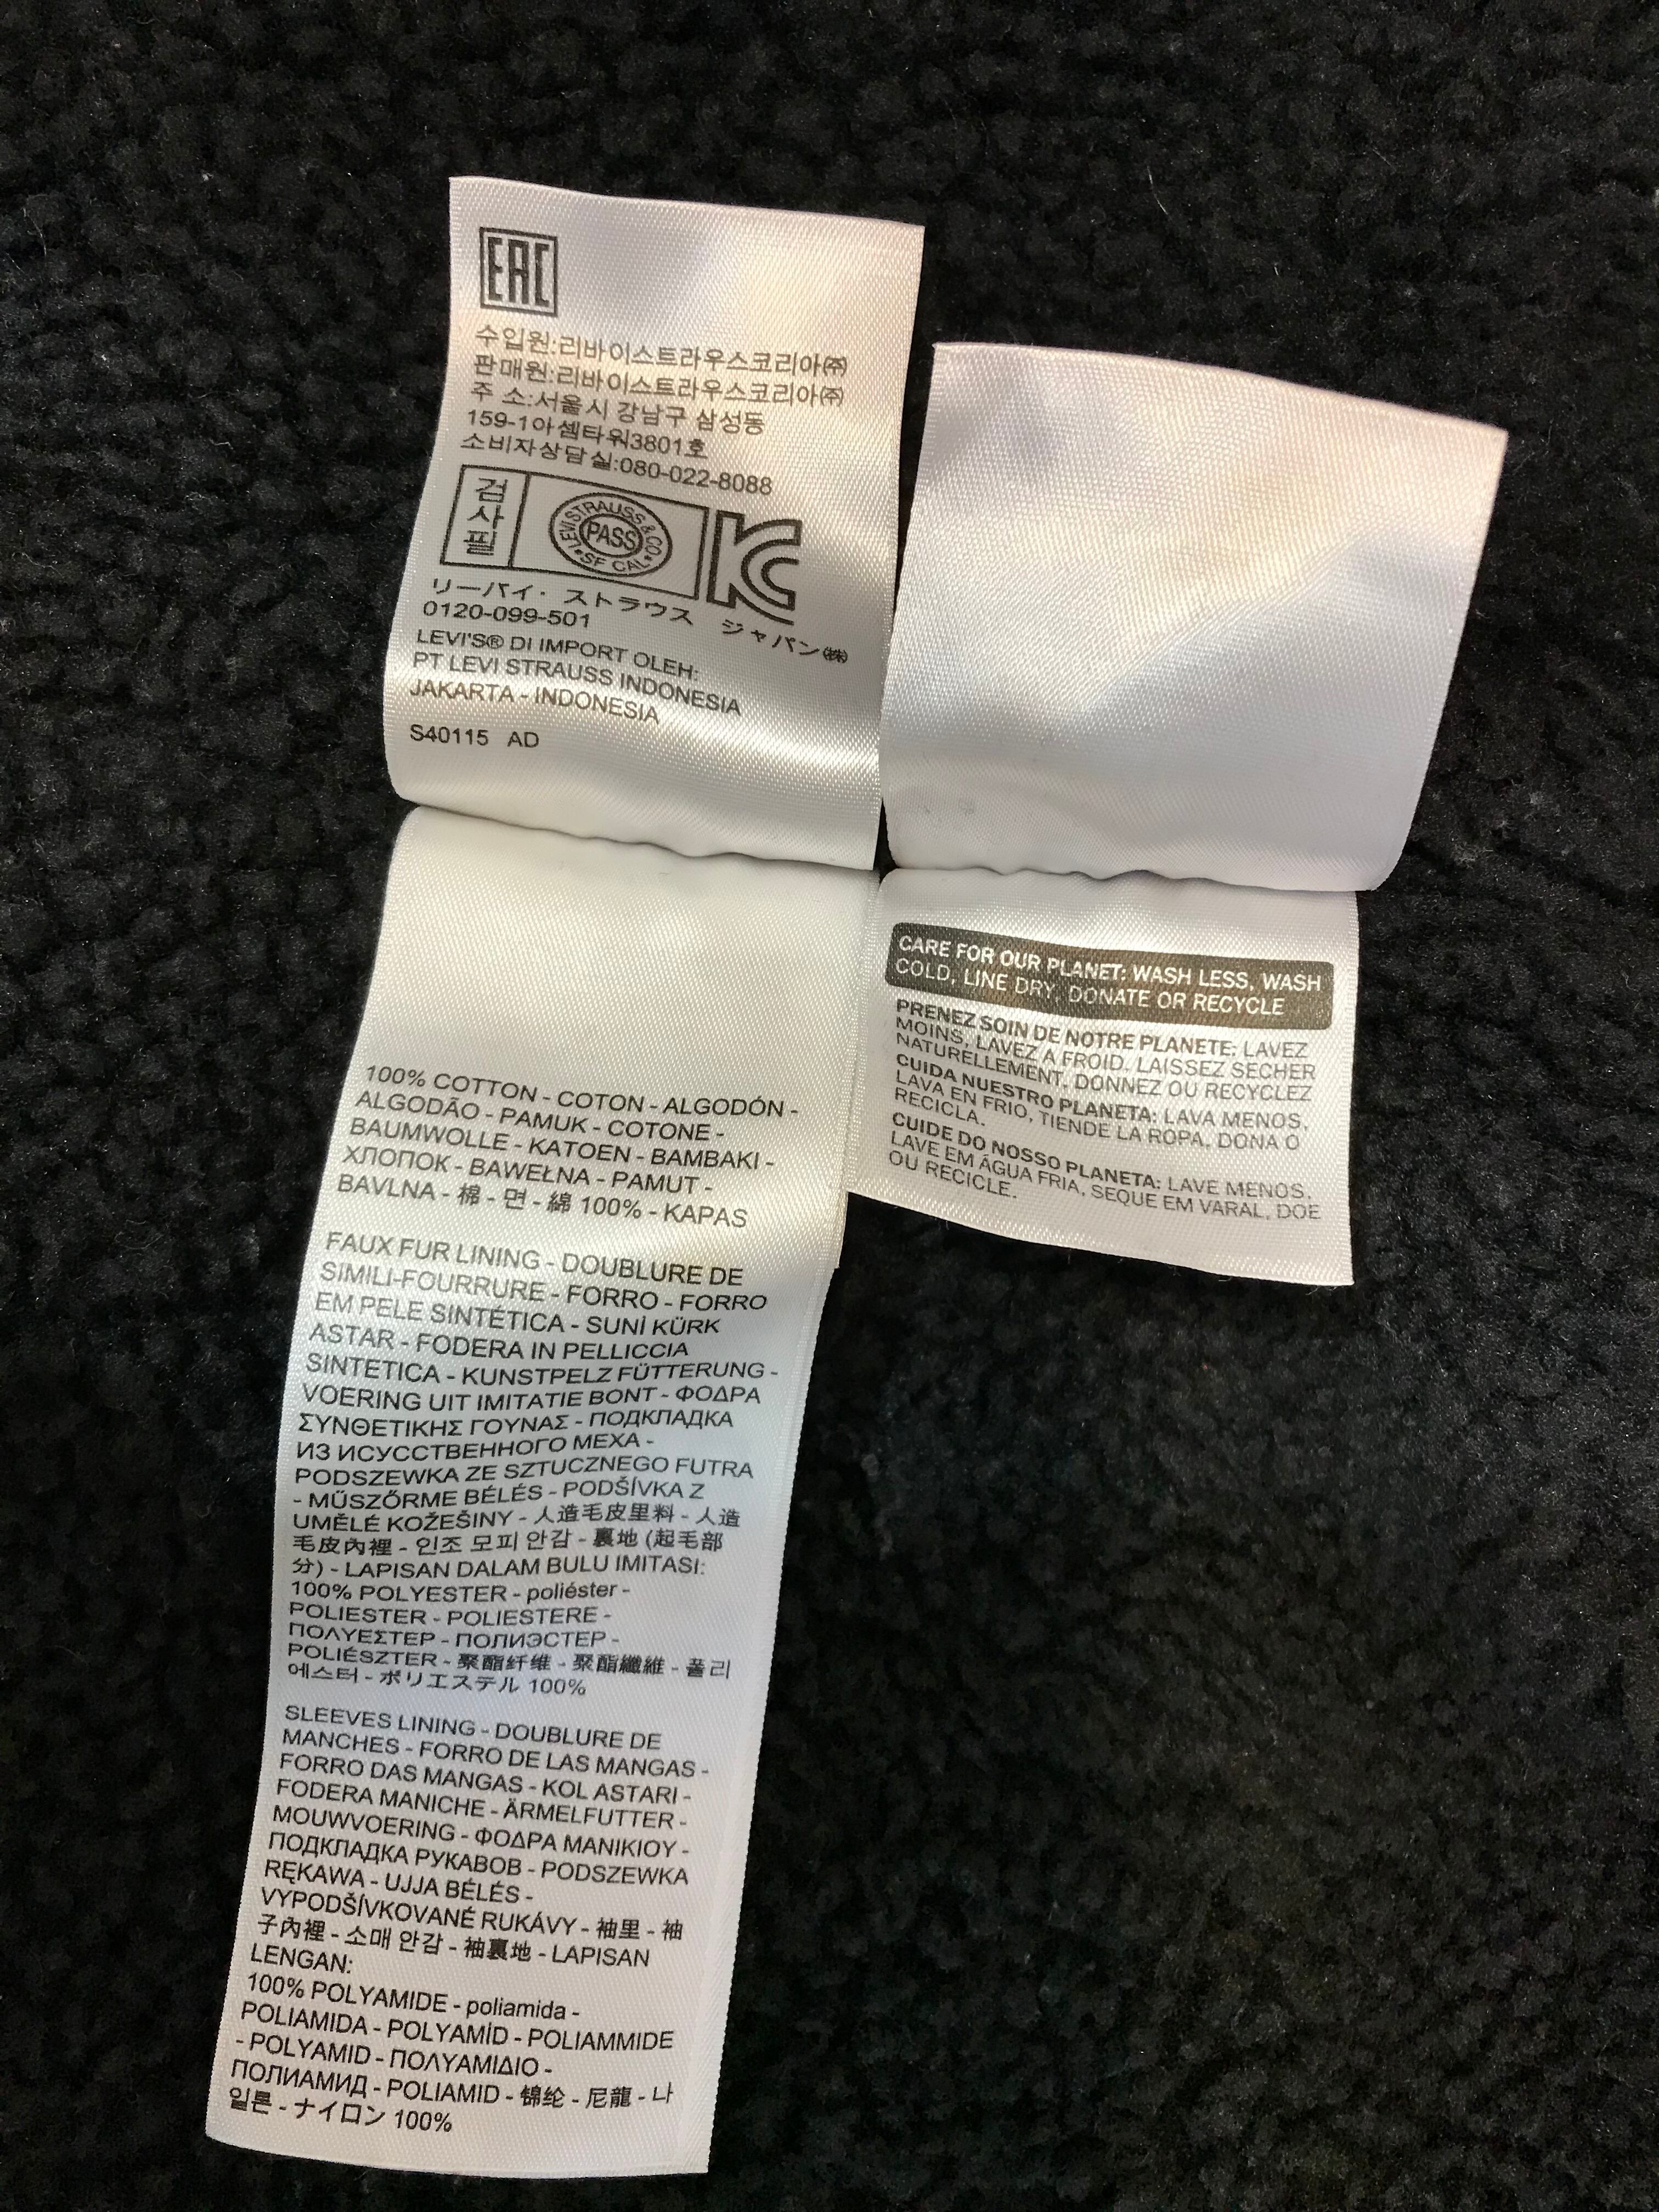 EAC
수입원:리바이스트라우스코리아㈜
판매원:리바이스트라우스코리아㈜
주 소:서울시 강남구 삼성동
159-1아셈타워3801호
소비자상담실:080-022-8088
검사필
LEVI STRAUSS & CO
PASS
SF CAL
KC
リーバイ・ストラウス ジャパン㈱
0120-099-501
LEVI'S® DI IMPORT OLEH:
PT LEVI STRAUSS INDONESIA
JAKARTA - INDONESIA
S40115 AD
100% COTTON - COTON - ALGODÓN -
ALGODÃO - PAMUK - COTONE -
BAUMWOLLE - KATOEN - BAMBAKI -
ХЛОПОК - BAWEŁNA - PAMUT -
BAVLNA - 棉 - 면 - 綿 100% - KAPAS
FAUX FUR LINING - DOUBLURE DE
SIMILI-FOURRURE - FORRO - FORRO
EM PELE SINTÉTICA - SUNİ KÜRK
ASTAR - FODERA IN PELLICCIA
SINTETICA - KUNSTPELZ FÜTTERUNG -
VOERING UIT IMITATIE BONT - ΦΟΔΡΑ
ΣΥΝΘΕΤΙΚΗΣ ΓΟΥΝΑΣ - ПОДКЛАДКА
ИЗ ИСУССТВЕННОГО МЕХА -
PODSZEWKA ZE SZTUCZNEGO FUTRA
- MŰSZŐRME BÉLÉS - PODŠÍVKA Z
UMĚLÉ KOŽEŠINY - 人造毛皮里料 - 人造
毛皮內裡 - 인조 모피 안감 - 裏地 (起毛部
分) - LAPISAN DALAM BULU IMITASI:
100% POLYESTER - poliéster -
POLIESTER - POLIESTERE -
ΠΟΛΥΕΣΤΕΡ - ПОЛИЭСТЕР -
POLIÉSZTER - 聚酯纤维 - 聚酯纖維 - 폴리
에스터 - ポリエステル 100%
SLEEVES LINING - DOUBLURE DE
MANCHES - FORRO DE LAS MANGAS -
FORRO DAS MANGAS - KOL ASTARI -
FODERA MANICHE - ÄRMELFUTTER -
MOUWVOERING - ΦΟΔΡΑ ΜΑΝΙΚΙΟΥ -
ПОДКЛАДКА РУКАВОВ - PODSZEWKA
RĘKAWA - UJJA BÉLÉS -
VYPODŠÍVKOVANÉ RUKÁVY - 袖里 - 袖
子內裡 - 소매 안감 - 袖裏地 - LAPISAN
LENGAN:
100% POLYAMIDE - poliamida -
POLIAMIDA - POLYAMİD - POLIAMMIDE
- POLYAMID - ΠΟΛΥΑΜΙΔΙΟ -
ПОЛИАМИД - POLIAMID - 锦纶 - 尼龍 - 나
일론 - ナイロン 100%
CARE FOR OUR PLANET: WASH LESS, WASH
COLD, LINE DRY, DONATE OR RECYCLE
PRENEZ SOIN DE NOTRE PLANETE: LAVEZ
MOINS, LAVEZ A FROID. LAISSEZ SECHER
NATURELLEMENT. DONNEZ OU RECYCLEZ
CUIDA NUESTRO PLANETA: LAVA MENOS,
LAVA EN FRIO, TIENDE LA ROPA, DONA O
RECICLA.
CUIDE DO NOSSO PLANETA: LAVE MENOS,
LAVE EM ÁGUA FRIA, SEQUE EM VARAL, DOE
OU RECICLE.